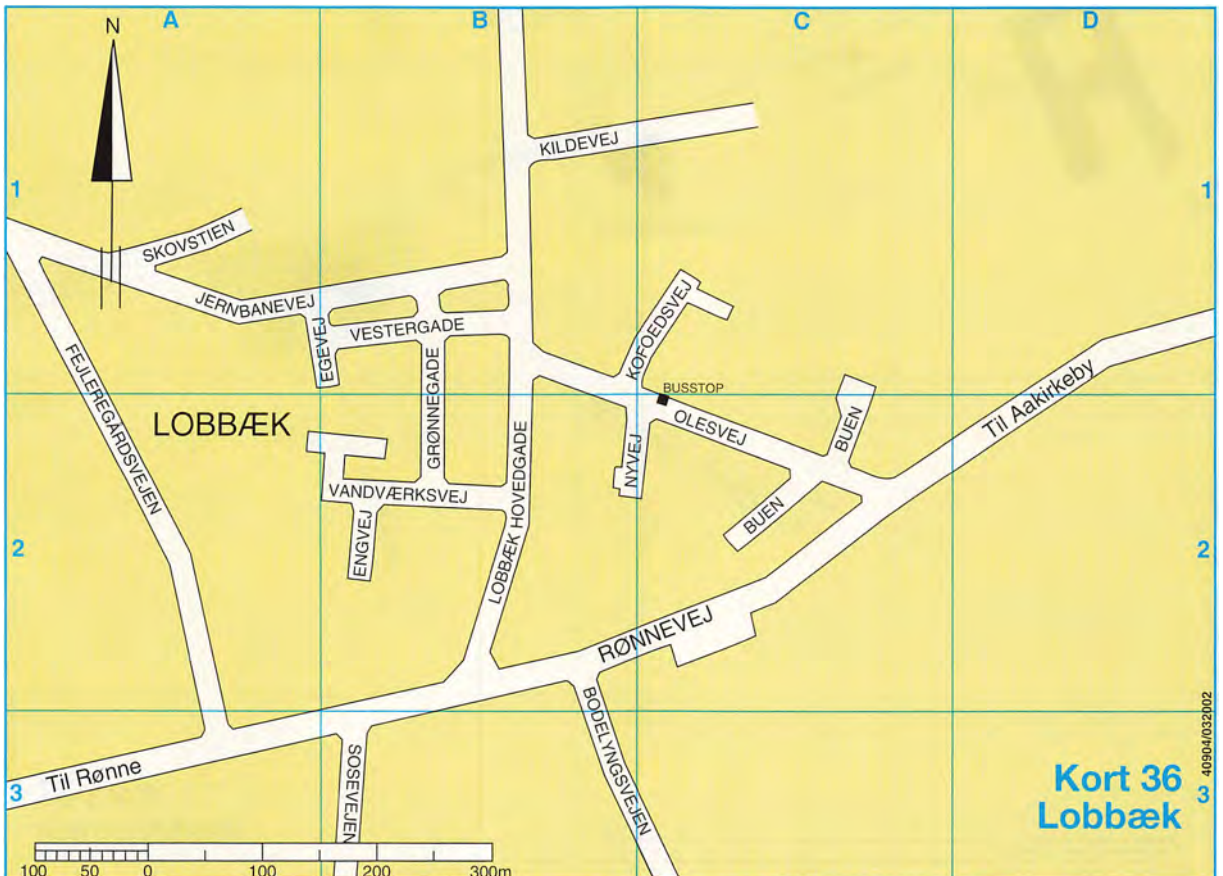 A B C D
N
KILDEVEJ
1 1
SKOVSTIEN
JERNBANEVEJ
EGEVEJ
VESTERGADE
KOFOEDSVEJ
FEJLEREGÅRDSVEJEN
GRØNNEGADE
BUSSTOP
Til Aakirkeby
LOBBÆK
OLESVEJ
BUEN
LOBBÆK HOVEDGADE
NYVEJ
VANDVÆRKSVEJ
BUEN
ENGVEJ
2 2
RØNNEVEJ
BODELYNGSVEJEN
SOSEVEJEN
Til Rønne
40904/032002
Kort 36
3 3
Lobbæk
100 50 0 100 200 300m